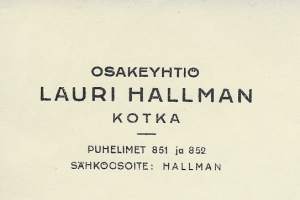 OSAKEYHTIÖ
LAURI HALLMAN
KOTKA
PUHELIMET 851 ja 852
SÄHKÖOSOITE: HALLMAN